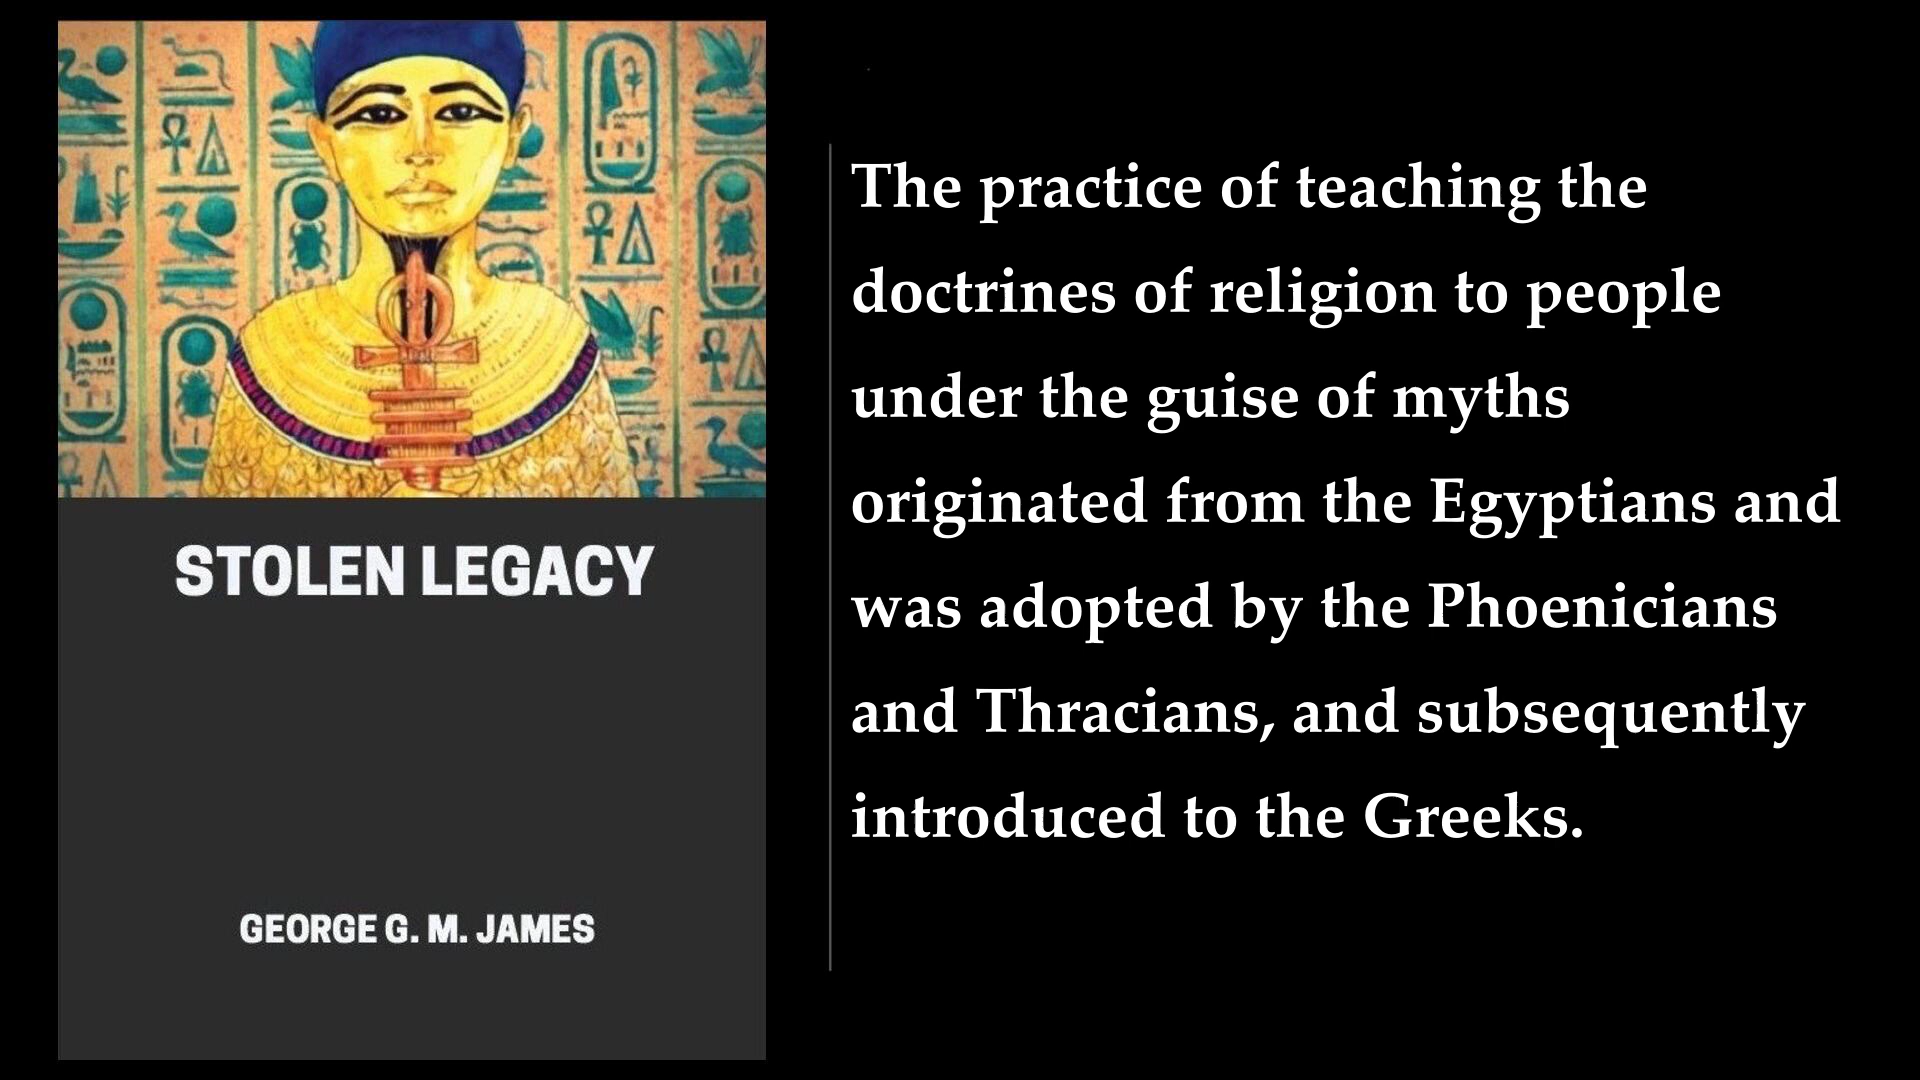 STOLEN LEGACY
GEORGE G. M. JAMES
The practice of teaching the
doctrines of religion to people
under the guise of myths
originated from the Egyptians and
was adopted by the Phoenicians
and Thracians, and subsequently
introduced to the Greeks.